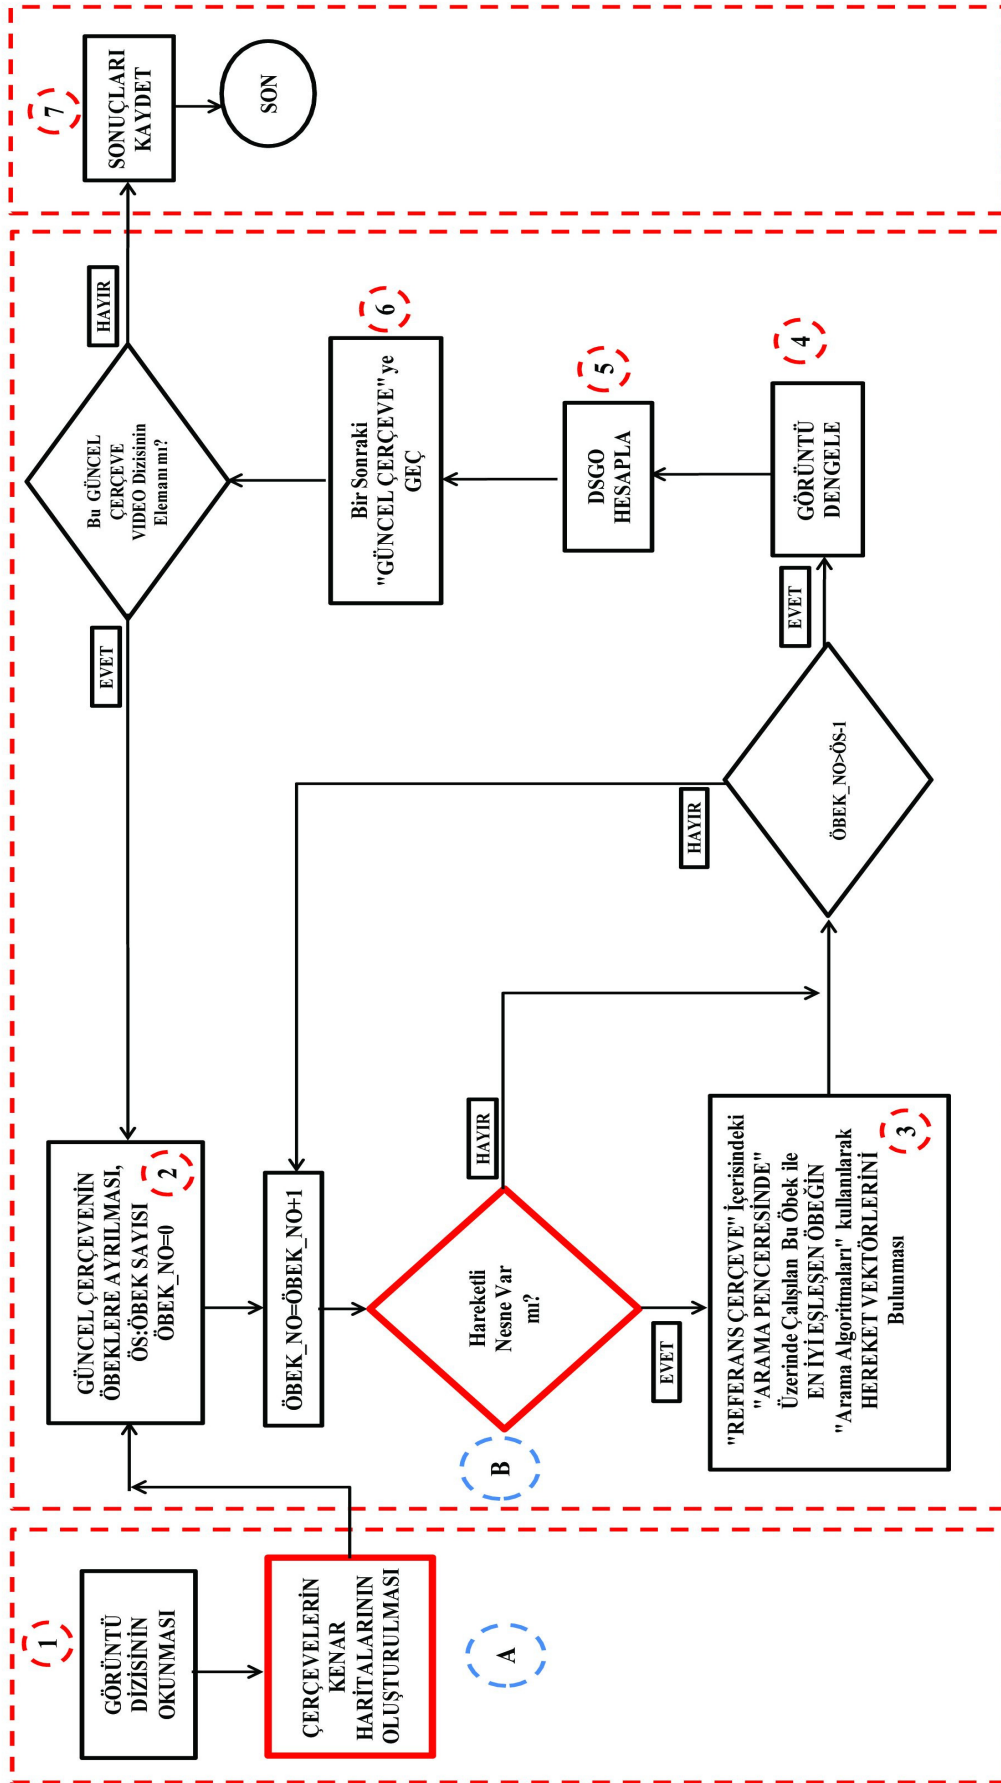 1
GÖRÜNTÜ
DİZİSİNİN
OKUNMASI
ÇERÇEVELERİN
KENAR
HARİTALARININ
OLUŞTURULMASI
A
GÜNCEL ÇERÇEVENİN
ÖBEKLERE AYRILMASI,
ÖS:ÖBEK SAYISI
ÖBEK_NO=0
2
ÖBEK_NO=ÖBEK_NO+1
Hareketli
Nesne Var
mı?
B
HAYIR
EVET
"REFERANS ÇERÇEVE" İçerisindeki
"ARAMA PENCERESİNDE"
Üzerinde Çalışılan Bu Öbek ile
EN İYİ EŞLEŞEN ÖBEĞİN
"Arama Algoritmaları" kullanılarak
HEREKET VEKTÖRLERİNİ
Bulunması
3
ÖBEK_NO>ÖS-1
HAYIR
EVET
GÖRÜNTÜ
DENGELE
4
DSGO
HESAPLA
5
Bir Sonraki
"GÜNCEL ÇERÇEVE" ye
GEÇ
6
Bu GÜNCEL
ÇERÇEVE
VIDEO Dizisinin
Elemanı mı?
EVET
HAYIR
7
SONUÇLARI
KAYDET
SON